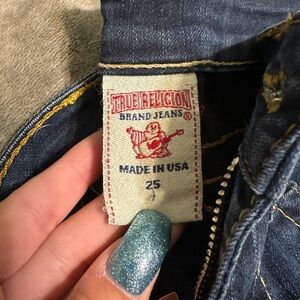 TRUE RELIGION®
BRAND JEANS
MADE IN USA
25